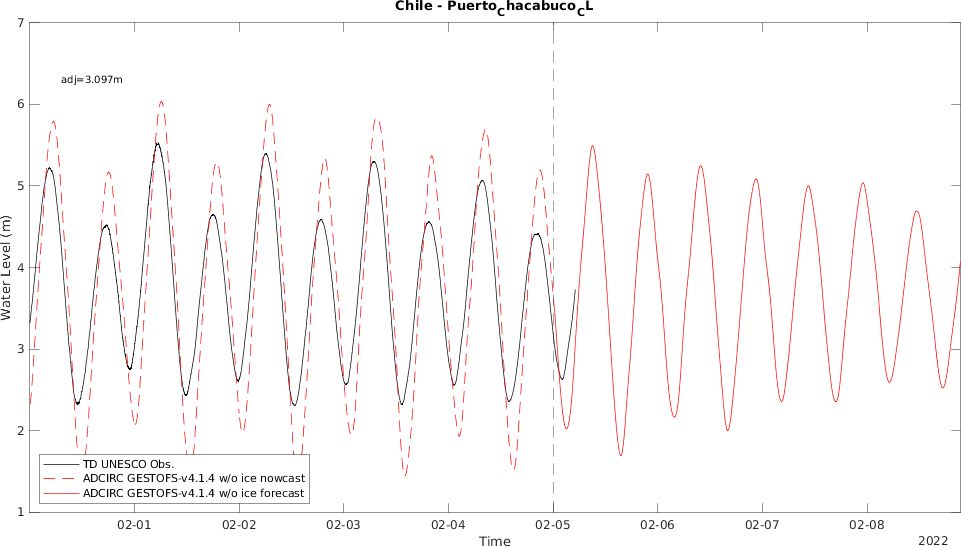 Chile - Puerto_Chacabuco_CL
7
adj=3.097m
6
5
4
3
2
1
Water Level (m)
TD UNESCO Obs.
ADCIRC GESTOFS-v4.1.4 w/o ice nowcast
ADCIRC GESTOFS-v4.1.4 w/o ice forecast
02-01 02-02 02-03 02-04 02-05 02-06 02-07 02-08
Time
2022